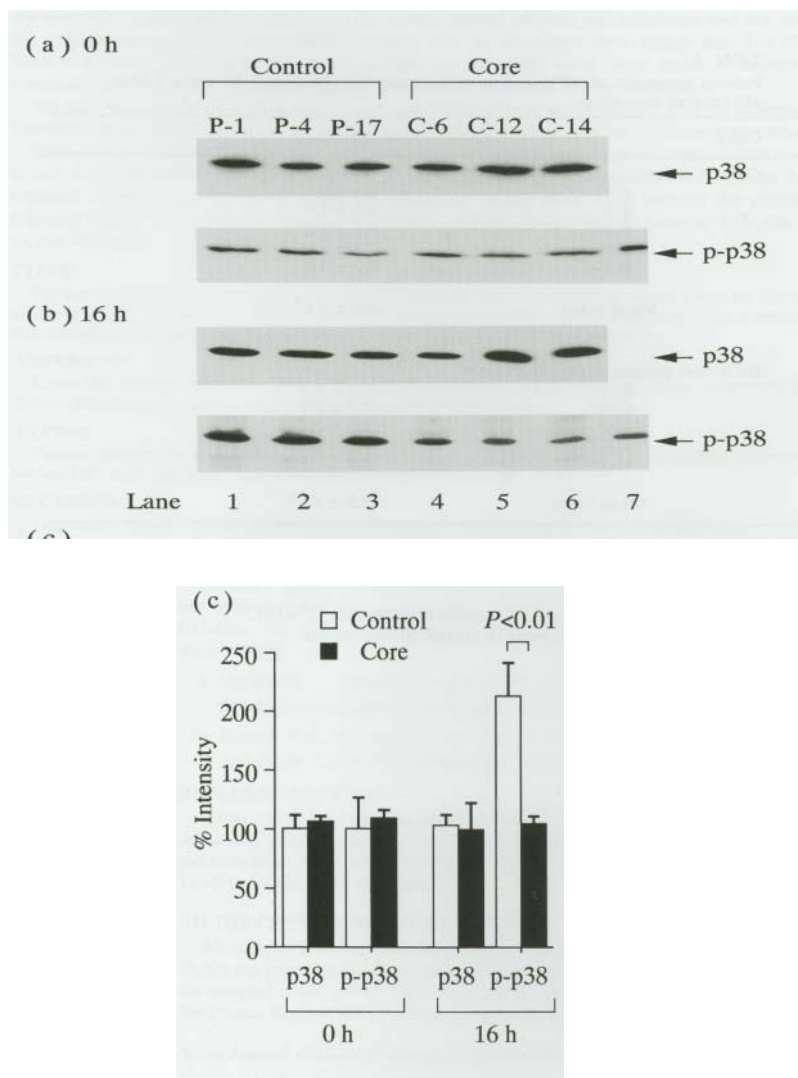 (a) 0 h
Control Core
P-1 P-4 P-17 C-6 C-12 C-14
p38
p-p38
(b) 16 h
p38
p-p38
Lane 1 2 3 4 5 6 7
(c)
(c)
Control
Core
P<0.01
250
200
150
100
50
0
% Intensity
p38 p-p38 p38 p-p38
0 h 16 h